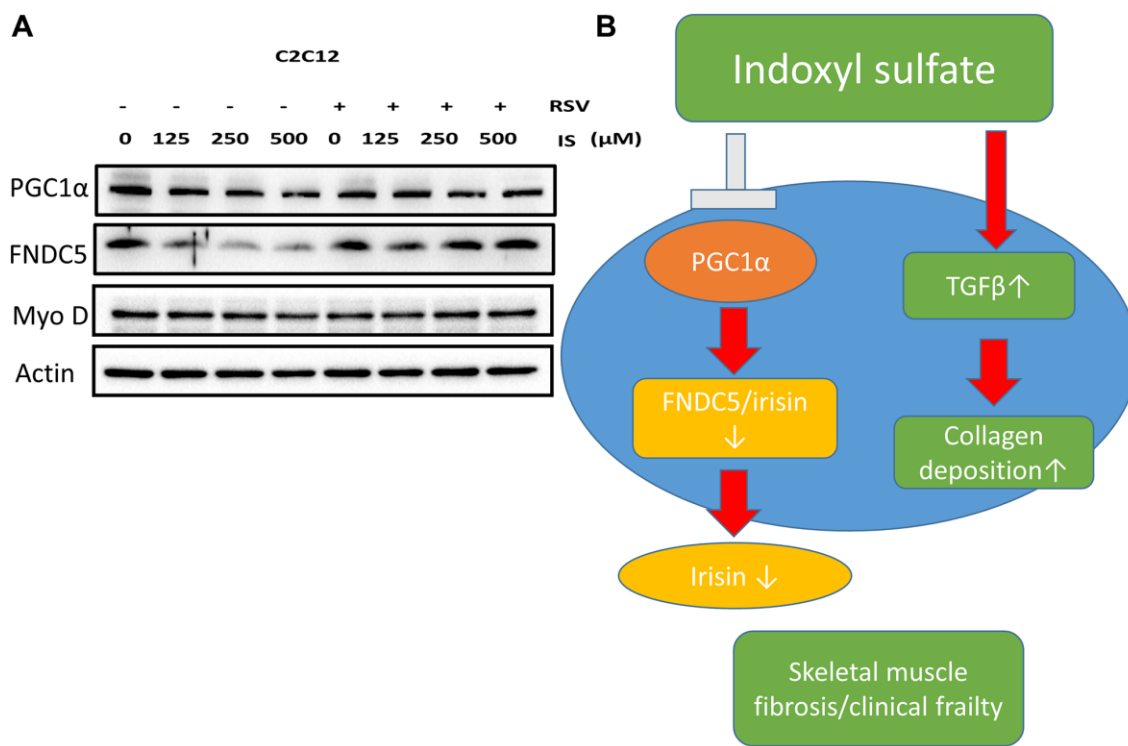 A
C2C12
- - - - + + + + RSV
0 125 250 500 0 125 250 500 IS (μM)
PGC1α
FNDC5
Myo D
Actin
B
Indoxyl sulfate
PGC1α
FNDC5/irisin
↓
Irisin ↓
TGFβ↑
Collagen
deposition↑
Skeletal muscle
fibrosis/clinical frailty